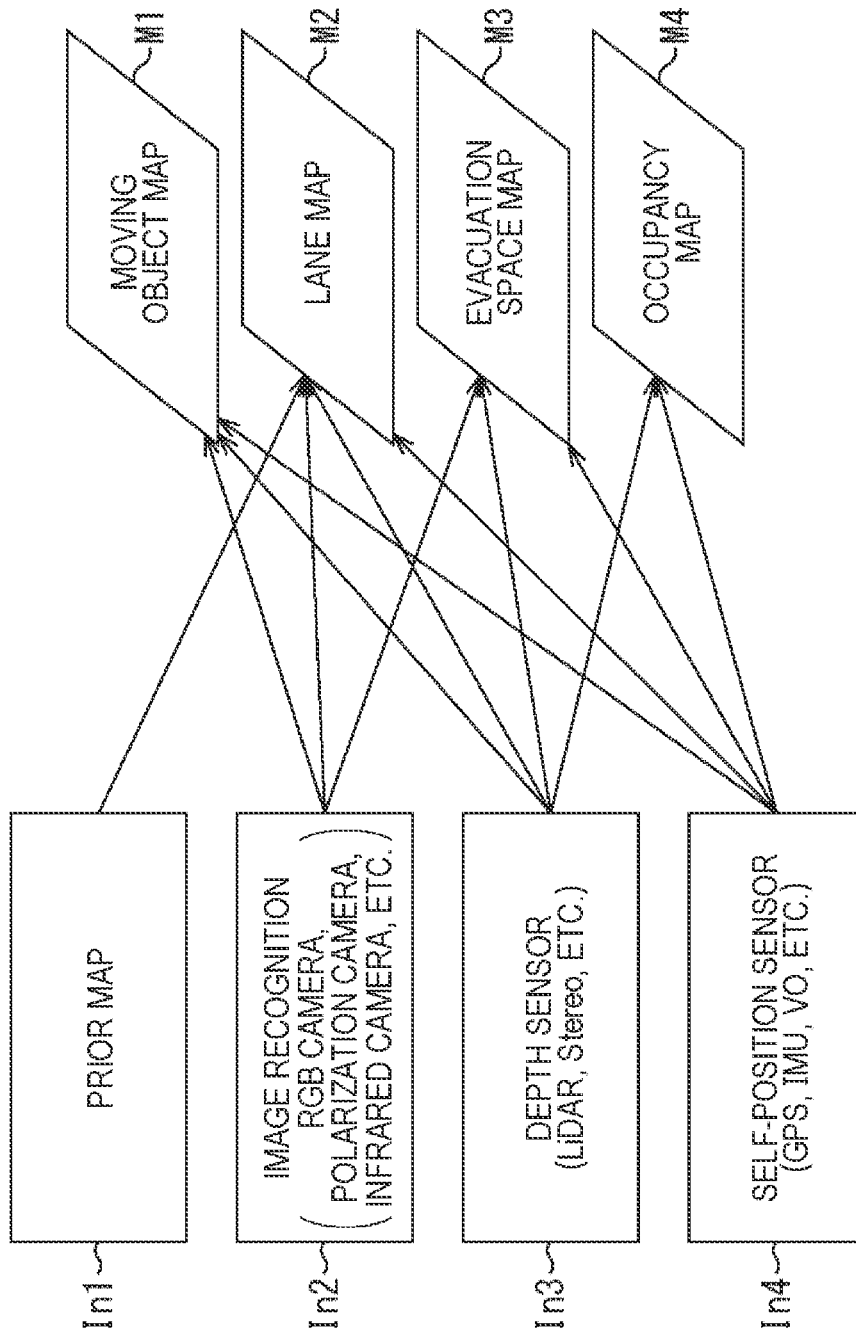 In1
PRIOR MAP
In2
IMAGE RECOGNITION
RGB CAMERA,
POLARIZATION CAMERA,
INFRARED CAMERA, ETC.
In3
DEPTH SENSOR
(LiDAR, Stereo, ETC.)
In4
SELF-POSITION SENSOR
(GPS, IMU, VO, ETC.)
MOVING
OBJECT MAP
M1
LANE MAP
M2
EVACUATION
SPACE MAP
M3
OCCUPANCY
MAP
M4